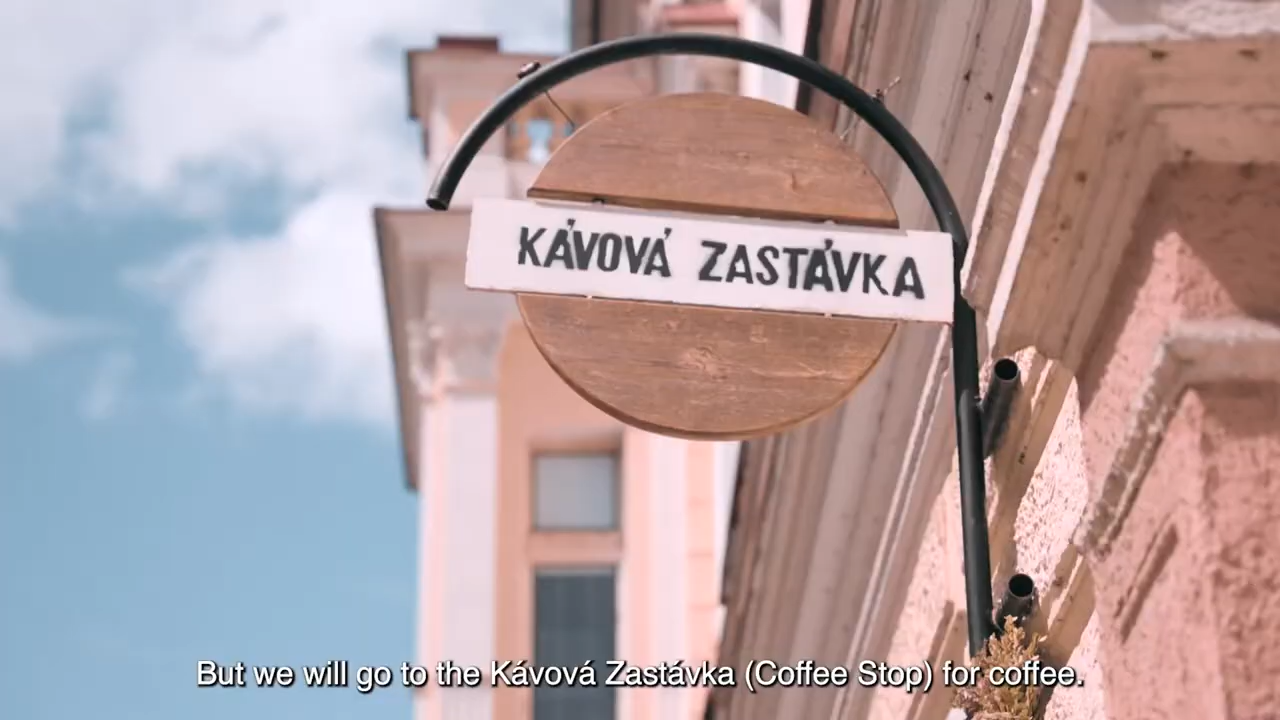 KÁVOVÁ ZASTÁVKA
But we will go to the Kávová Zastávka (Coffee Stop) for coffee.